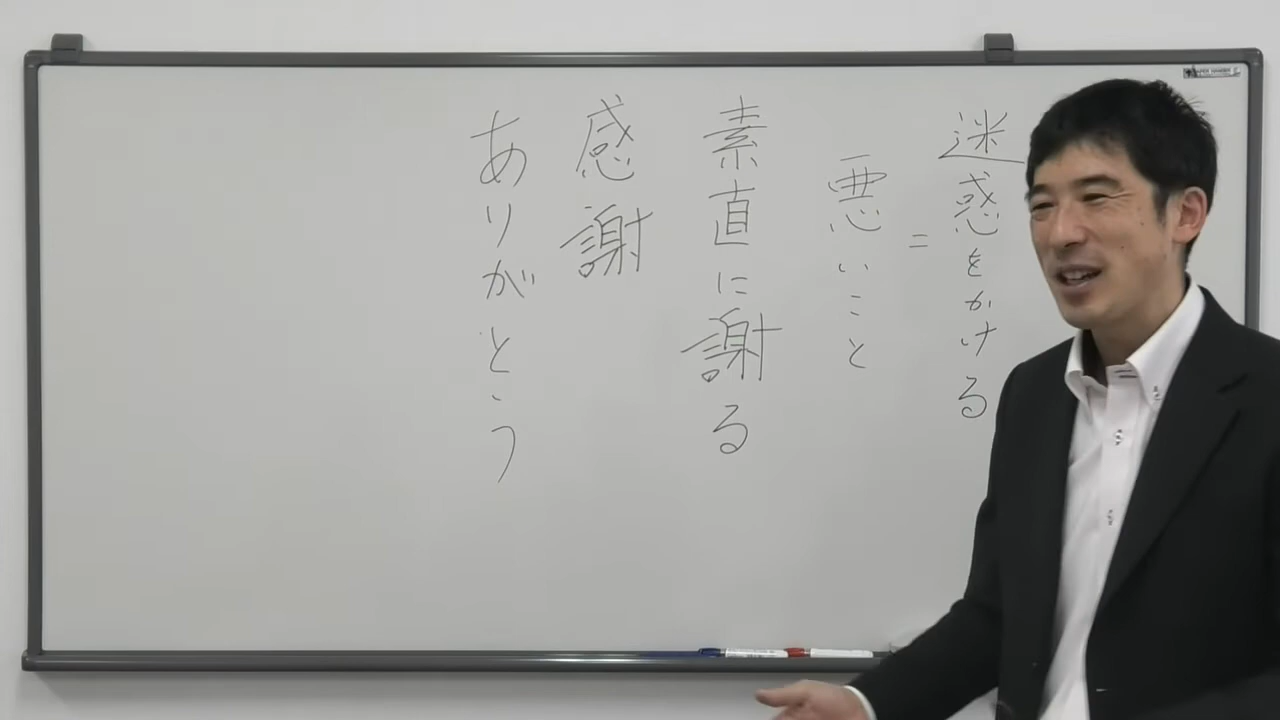 迷惑をかける
=
悪いこと
素直に謝る
感謝
ありがとう